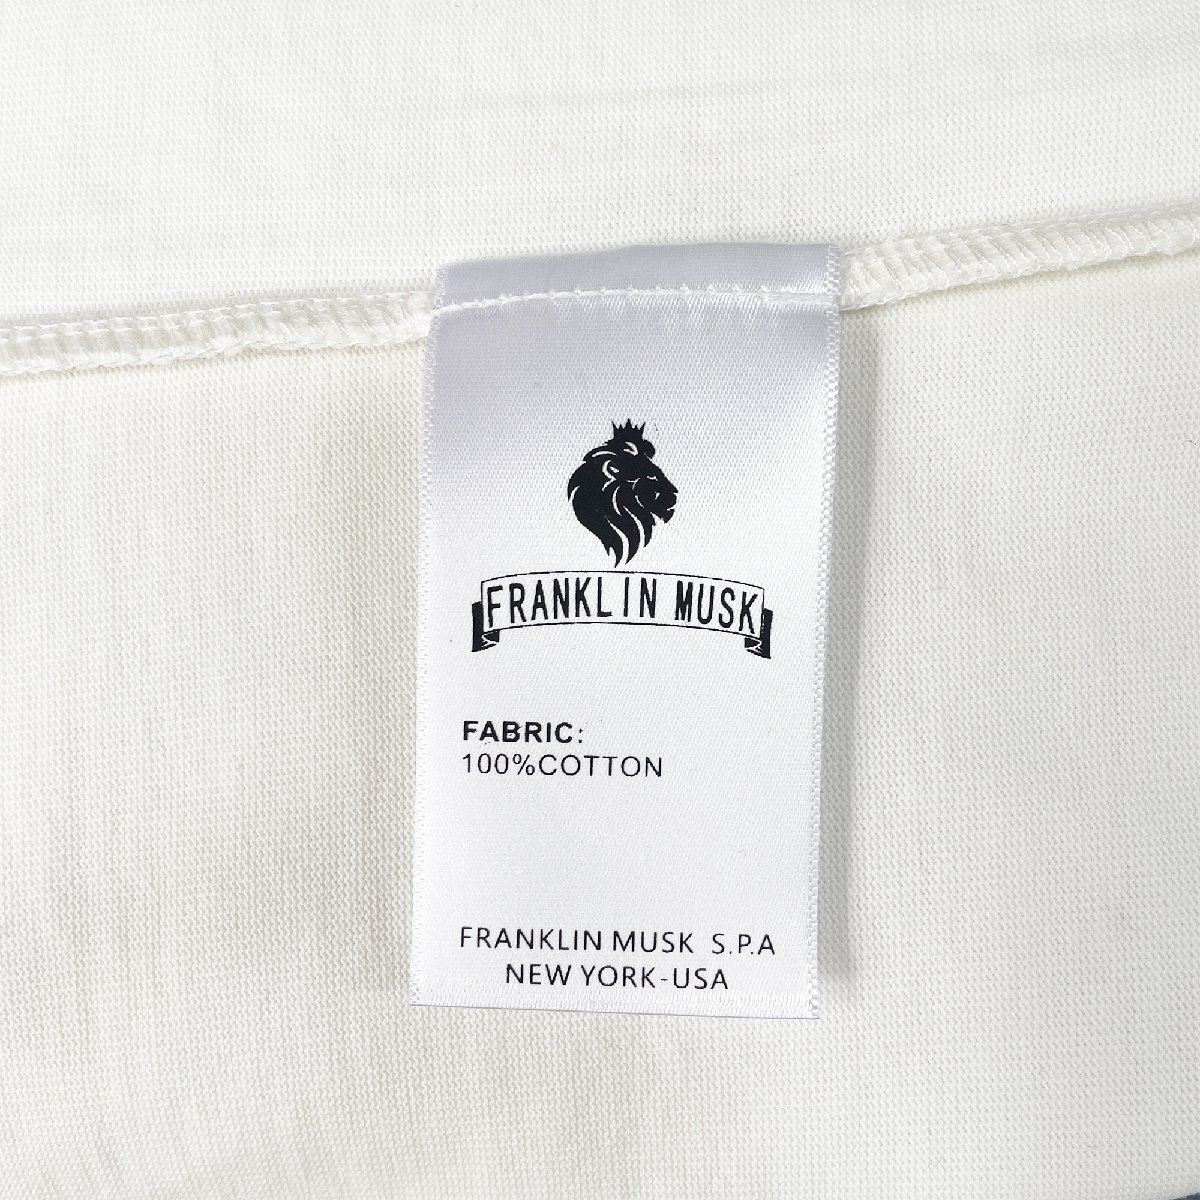 FRANKLIN MUSK
FABRIC:
100%COTTON
FRANKLIN MUSK S.P.A
NEW YORK-USA